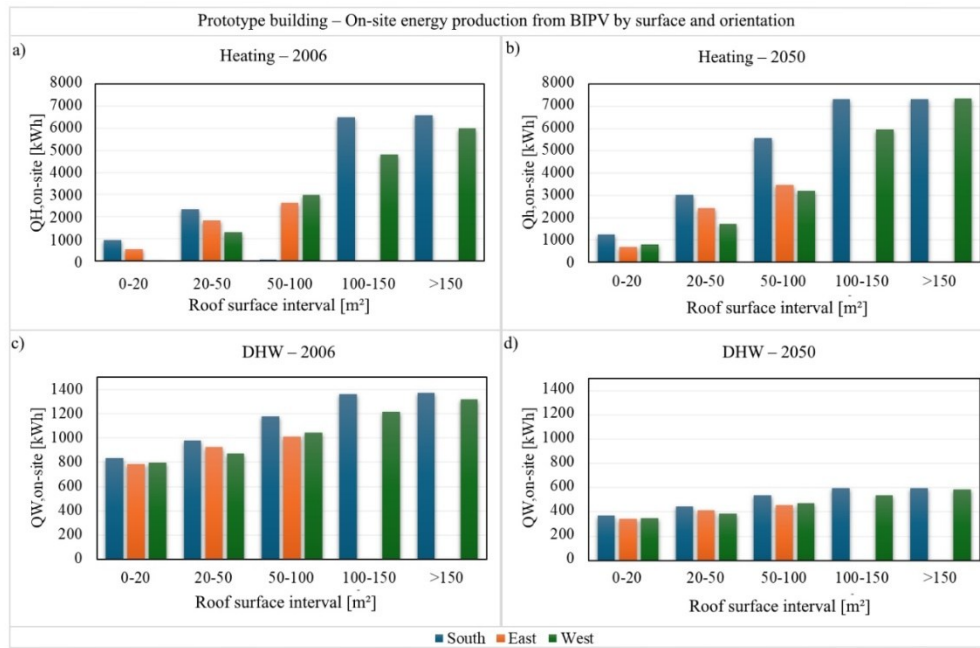 Prototype building – On-site energy production from BIPV by surface and orientation
a)
Heating – 2006
QH,on-site [kWh]
8000
7000
6000
5000
4000
3000
2000
1000
0
0-20 20-50 50-100 100-150 >150
Roof surface interval [m²]
b)
Heating – 2050
Qh,on-site [kWh]
8000
7000
6000
5000
4000
3000
2000
1000
0
0-20 20-50 50-100 100-150 >150
Roof surface interval [m²]
c)
DHW – 2006
QW,on-site [kWh]
1400
1200
1000
800
600
400
200
0
0-20 20-50 50-100 100-150 >150
Roof surface interval [m²]
d)
DHW – 2050
QW,on-site [kWh]
1400
1200
1000
800
600
400
200
0
0-20 20-50 50-100 100-150 >150
Roof surface interval [m²]
South East West